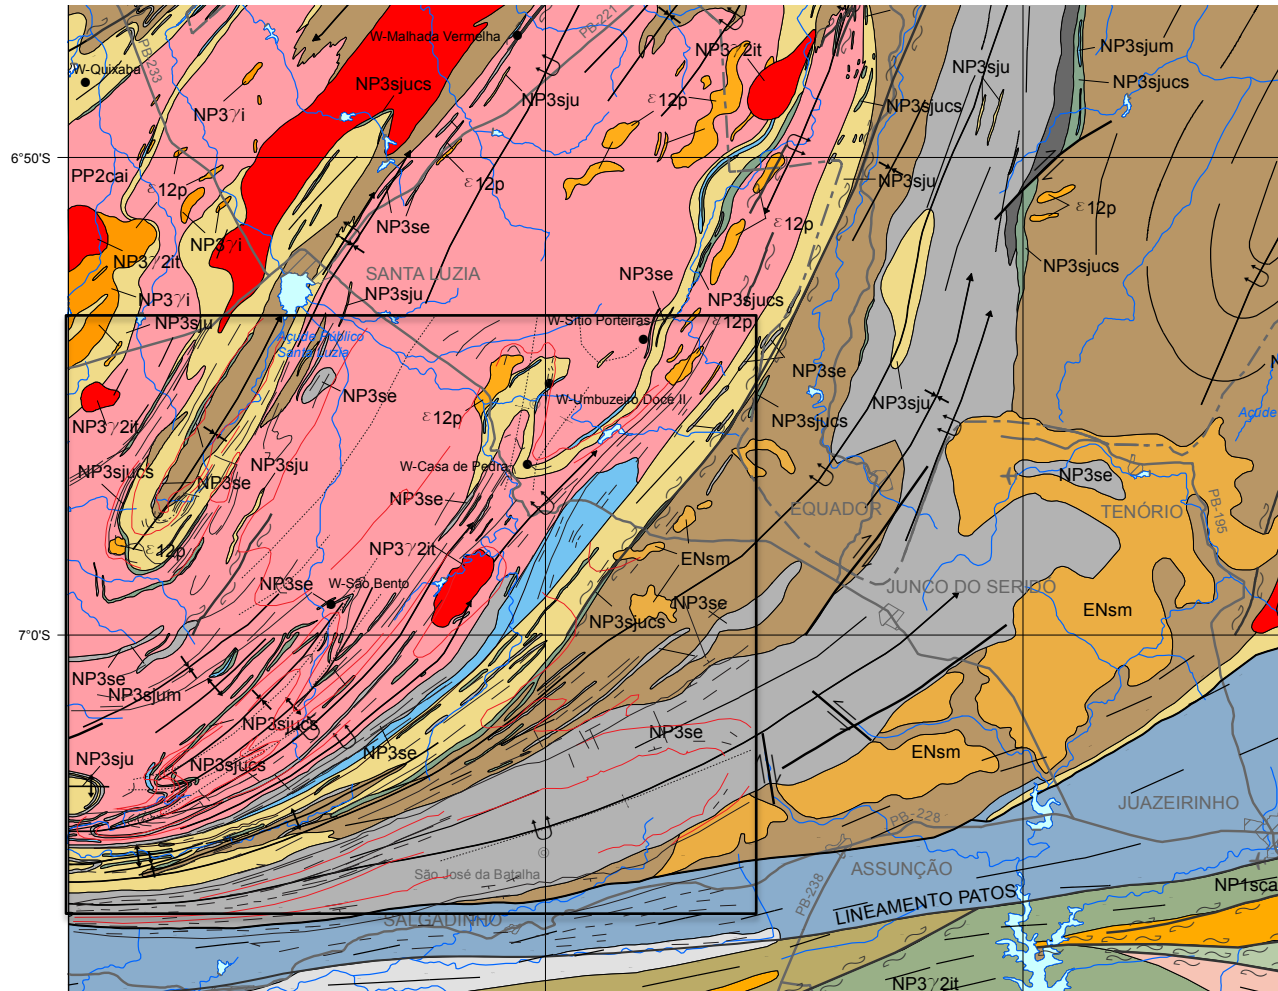 PB-221
W-Malhada Vermelha
NP3γ2it
NP3sjum
PB-233
W-Quixaba
NP3sju
NP3sjucs
NP3sjucs
NP3sju
ε12p
NP3sjucs
NP3γi
6°50'S
PP2cai
ε12p
ε12p
NP3sju
ε12p
NP3se
ε12p
NP3γi
NP3γ2it
SANTA LUZIA
NP3se
NP3sjucs
NP3γi
NP3sju
NP3sjucs
NP3sju
W-Sítio Porteiras
ε12p
Açude Público
Santa Luzia
NP3se
NP3se
W-Umbuzeiro Doce II
NP3sju
Açude
ε12p
NP3sjucs
NP3γ2it
NP3sju
W-Casa de Pedra
NP3sjucs
NP3se
NP3se
NP3se
EQUADOR
TENÓRIO
PB-195
ε12p
NP3γ2it
ENsm
NP3se
W-São Bento
JUNCO DO SERIDO
NP3se
ENsm
NP3sjucs
7°0'S
NP3se
NP3sjum
NP3sjucs
NP3se
NP3se
ENsm
NP3sju
NP3sjucs
JUAZEIRINHO
PB-228
São José da Batalha
ASSUNÇÃO
PB-238
NP1sca
LINEAMENTO PATOS
SALGADINHO
NP3γ2it